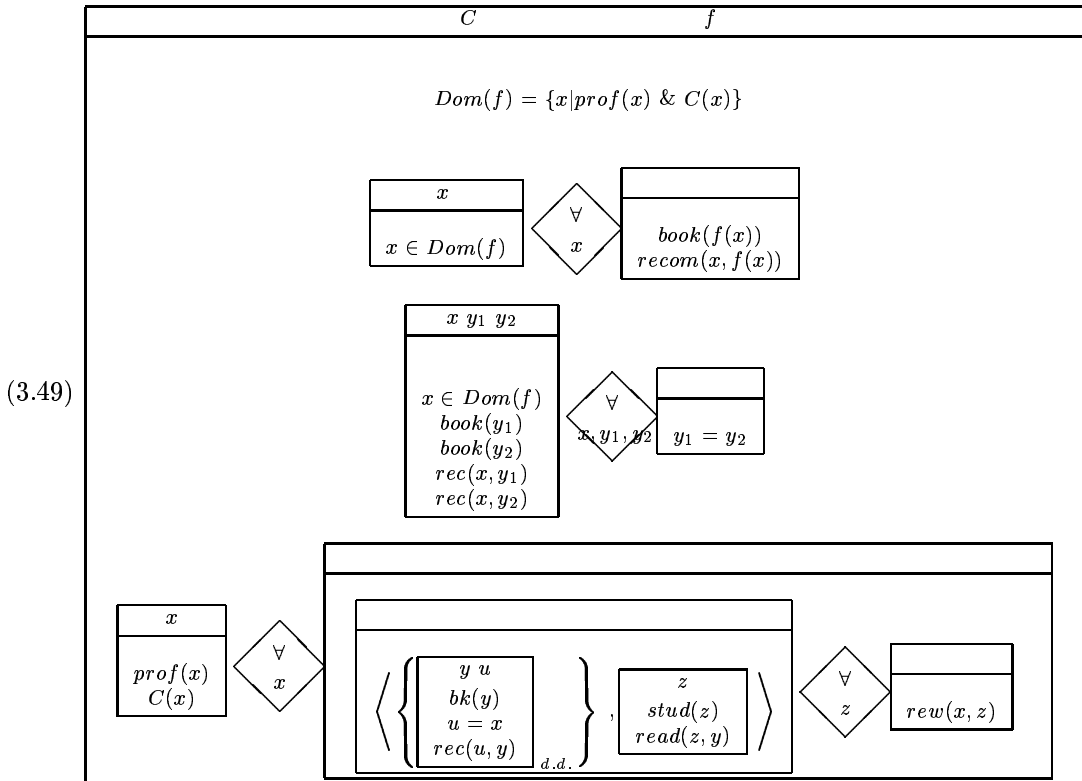 C f
Dom(f) = {x|prof(x) & C(x)}
x
∀
x ∈ Dom(f)
x
book(f(x))
recom(x, f(x))
x y₁ y₂
(3.49)
x ∈ Dom(f)
book(y₁)
book(y₂)
rec(x, y₁)
rec(x, y₂)
∀
x, y₁, y₂
y₁ = y₂
x
prof(x)
C(x)
∀
x
⟨ {
y u
bk(y)
u = x
rec(u, y)
} d.d. ,
z
stud(z)
read(z, y)
⟩
∀
z
rew(x, z)